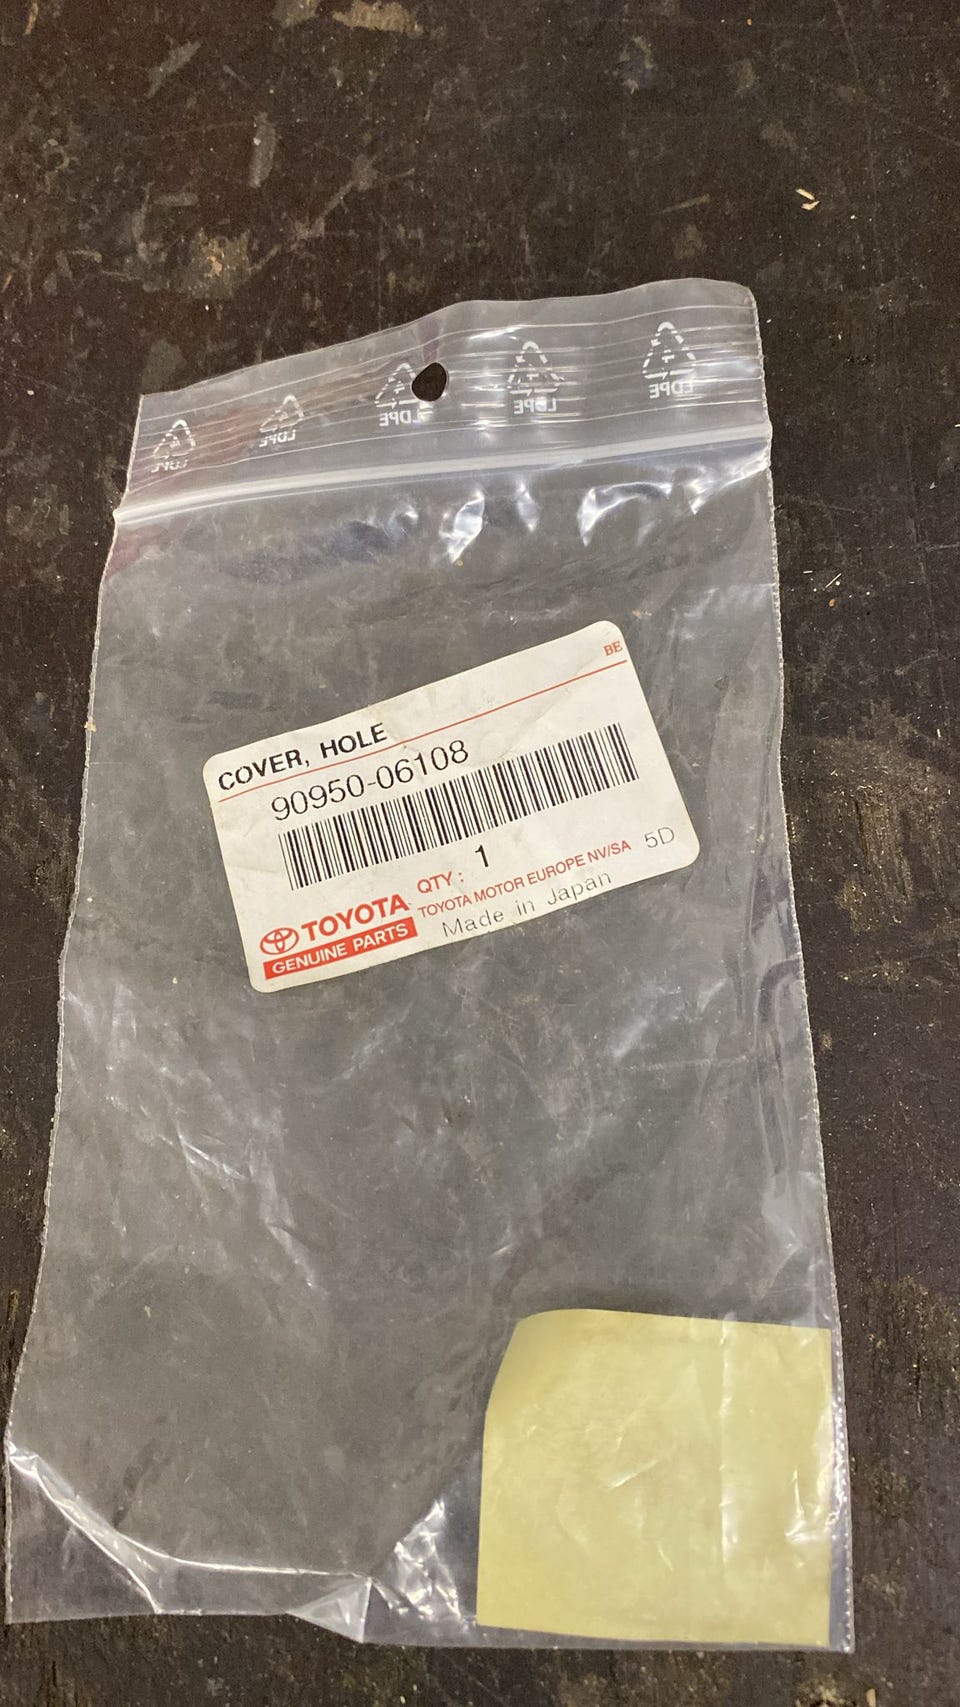 LDPE LDPE LDPE LDPE LDPE
BE
COVER, HOLE
90950-06108
QTY : 1
TOYOTA MOTOR EUROPE NV/SA 5D
Made in Japan
TOYOTA
GENUINE PARTS